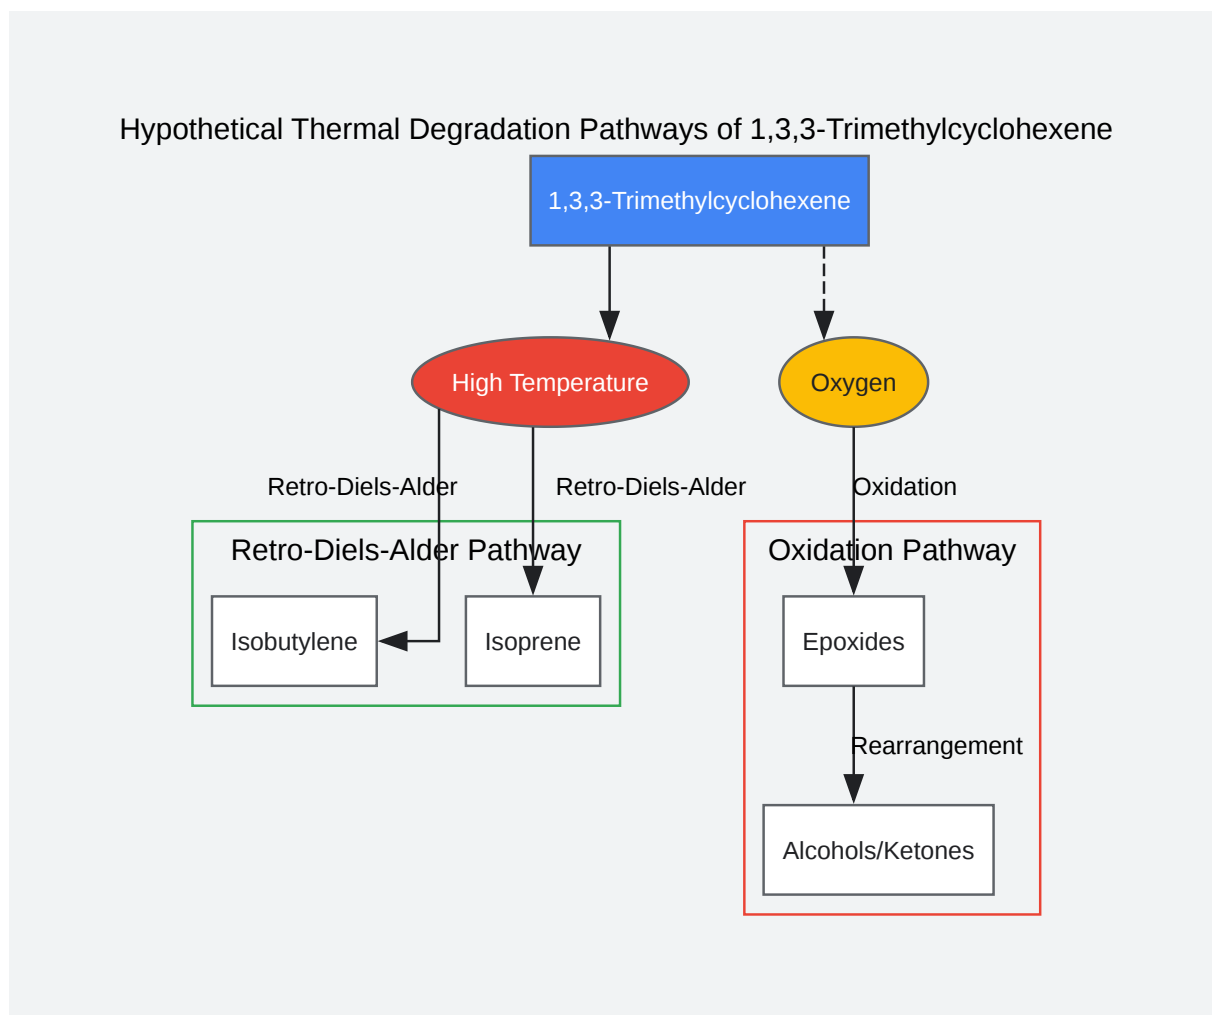 Hypothetical Thermal Degradation Pathways of 1,3,3-Trimethylcyclohexene
1,3,3-Trimethylcyclohexene
High Temperature
Oxygen
Retro-Diels-Alder
Retro-Diels-Alder
Oxidation
Retro-Diels-Alder Pathway
Oxidation Pathway
Isobutylene
Isoprene
Epoxides
Rearrangement
Alcohols/Ketones